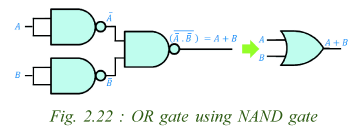 A
Ā
(Ā . B̄)‾ = A + B
B
B̄
A
B
A + B
Fig. 2.22 : OR gate using NAND gate